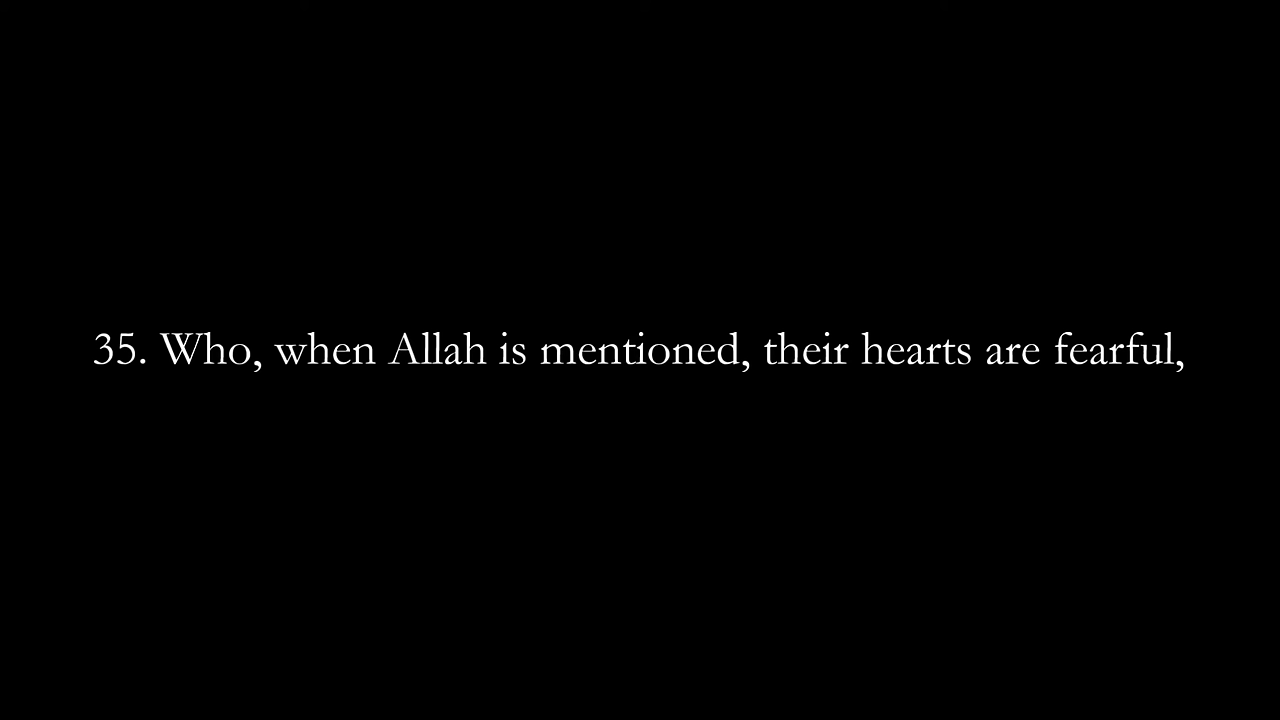 35. Who, when Allah is mentioned, their hearts are fearful,